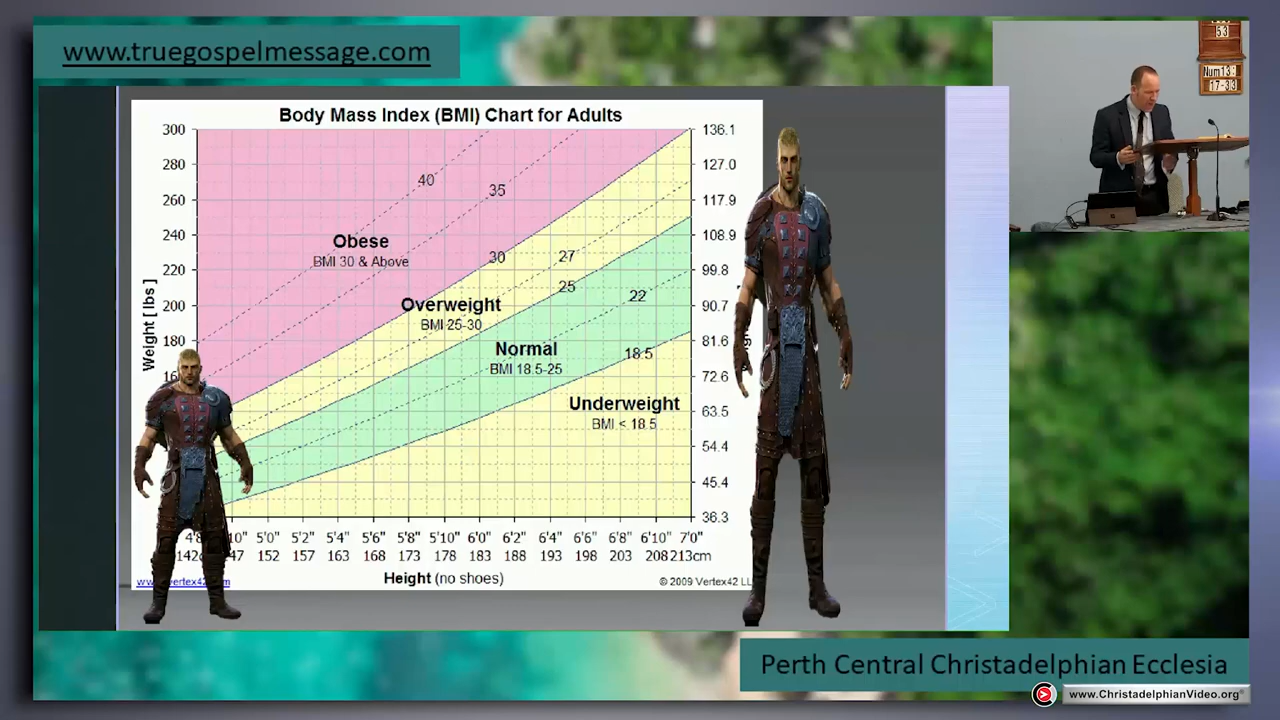 www.truegospelmessage.com
53
Num13:
17-33
Body Mass Index (BMI) Chart for Adults
300
280
260
240
220
200
180
16
Weight [ lbs ]
136.1
127.0
117.9
108.9
99.8
90.7
81.6
72.6
63.5
54.4
45.4
36.3
40
35
30
27
25
22
18.5
Obese
BMI 30 & Above
Overweight
BMI 25-30
Normal
BMI 18.5-25
Underweight
BMI < 18.5
4'8 10" 5'0" 5'2" 5'4" 5'6" 5'8" 5'10" 6'0" 6'2" 6'4" 6'6" 6'8" 6'10" 7'0"
142c 47 152 157 163 168 173 178 183 188 193 198 203 208 213cm
Height (no shoes)
© 2009 Vertex42 LL
Perth Central Christadelphian Ecclesia
www.ChristadelphianVideo.org